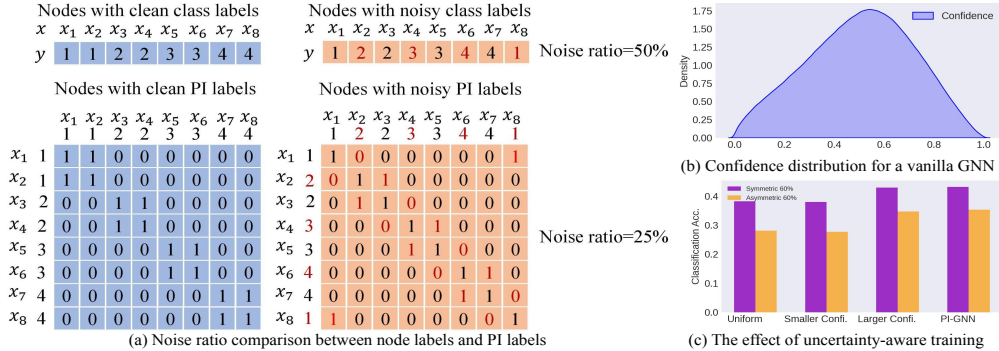 Nodes with clean class labels
x x1 x2 x3 x4 x5 x6 x7 x8
y 1 1 2 2 3 3 4 4
Nodes with noisy class labels
x x1 x2 x3 x4 x5 x6 x7 x8
y 1 2 2 3 3 4 4 1
Noise ratio=50%
Nodes with clean PI labels
x1 x2 x3 x4 x5 x6 x7 x8
1 1 2 2 3 3 4 4
x1 1 1 1 0 0 0 0 0 0
x2 1 1 1 0 0 0 0 0 0
x3 2 0 0 1 1 0 0 0 0
x4 2 0 0 1 1 0 0 0 0
x5 3 0 0 0 0 1 1 0 0
x6 3 0 0 0 0 1 1 0 0
x7 4 0 0 0 0 0 0 1 1
x8 4 0 0 0 0 0 0 1 1
Nodes with noisy PI labels
x1 x2 x3 x4 x5 x6 x7 x8
1 2 2 3 3 4 4 1
x1 1 1 0 0 0 0 0 0 1
x2 2 0 1 1 0 0 0 0 0
x3 2 0 1 1 0 0 0 0 0
x4 3 0 0 0 1 1 0 0 0
x5 3 0 0 0 1 1 0 0 0
x6 4 0 0 0 0 0 1 1 0
x7 4 0 0 0 0 0 1 1 0
x8 1 1 0 0 0 0 0 0 1
Noise ratio=25%
(a) Noise ratio comparison between node labels and PI labels
Confidence
Density
1.75
1.50
1.25
1.00
0.75
0.50
0.25
0.00
0.0 0.2 0.4 0.6 0.8 1.0
(b) Confidence distribution for a vanilla GNN
Symmetric 60%
Asymmetric 60%
Classification Acc.
0.4
0.3
0.2
0.1
0.0
Uniform Smaller Confi. Larger Confi. PI-GNN
(c) The effect of uncertainty-aware training